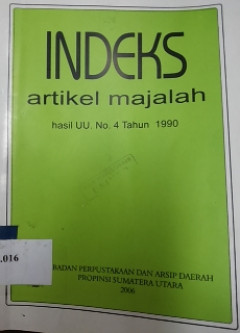 INDEKS
artikel majalah
hasil UU. No. 4 Tahun 1990
.016
BADAN PERPUSTAKAAN DAN ARSIP DAERAH
PROPINSI SUMATERA UTARA
2006